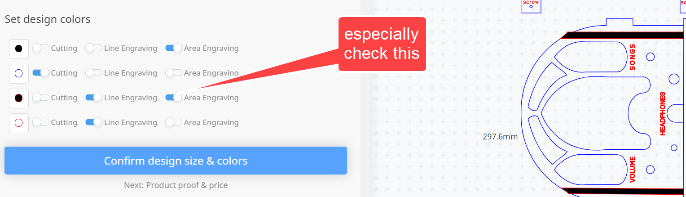 Set design colors
Cutting Line Engraving Area Engraving
Cutting Line Engraving Area Engraving
Cutting Line Engraving Area Engraving
Cutting Line Engraving Area Engraving
Confirm design size & colors
Next: Product proof & price
especially
check this
297.6mm
SCREW
SONGS
HEADPHONES
VOLUME